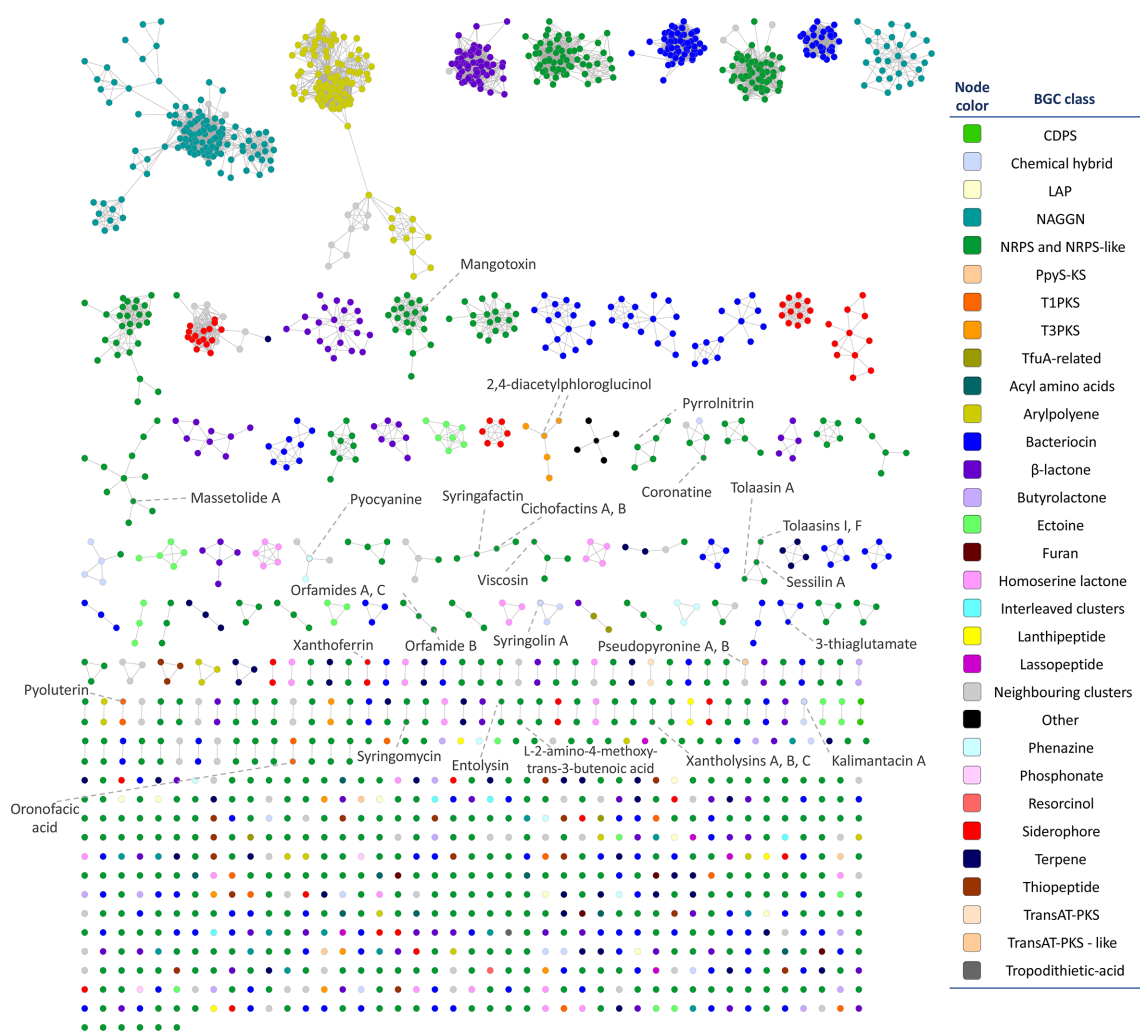 Node color
BGC class
CDPS
Chemical hybrid
LAP
NAGGN
NRPS and NRPS-like
PpyS-KS
T1PKS
T3PKS
TfuA-related
Acyl amino acids
Arylpolyene
Bacteriocin
β-lactone
Butyrolactone
Ectoine
Furan
Homoserine lactone
Interleaved clusters
Lanthipeptide
Lassopeptide
Neighbouring clusters
Other
Phenazine
Phosphonate
Resorcinol
Siderophore
Terpene
Thiopeptide
TransAT-PKS
TransAT-PKS - like
Tropodithietic-acid
Mangotoxin
2,4-diacetylphloroglucinol
Pyrrolnitrin
Massetolide A
Pyocyanine
Syringafactin
Cichofactins A, B
Coronatine
Tolaasin A
Tolaasins I, F
Sessilin A
Viscosin
Orfamides A, C
Xanthoferrin
Orfamide B
Syringolin A
Pseudopyronine A, B
3-thiaglutamate
Pyoluterin
Syringomycin
Entolysin
L-2-amino-4-methoxy-
trans-3-butenoic acid
Xantholysins A, B, C
Kalimantacin A
Oronofacic
acid